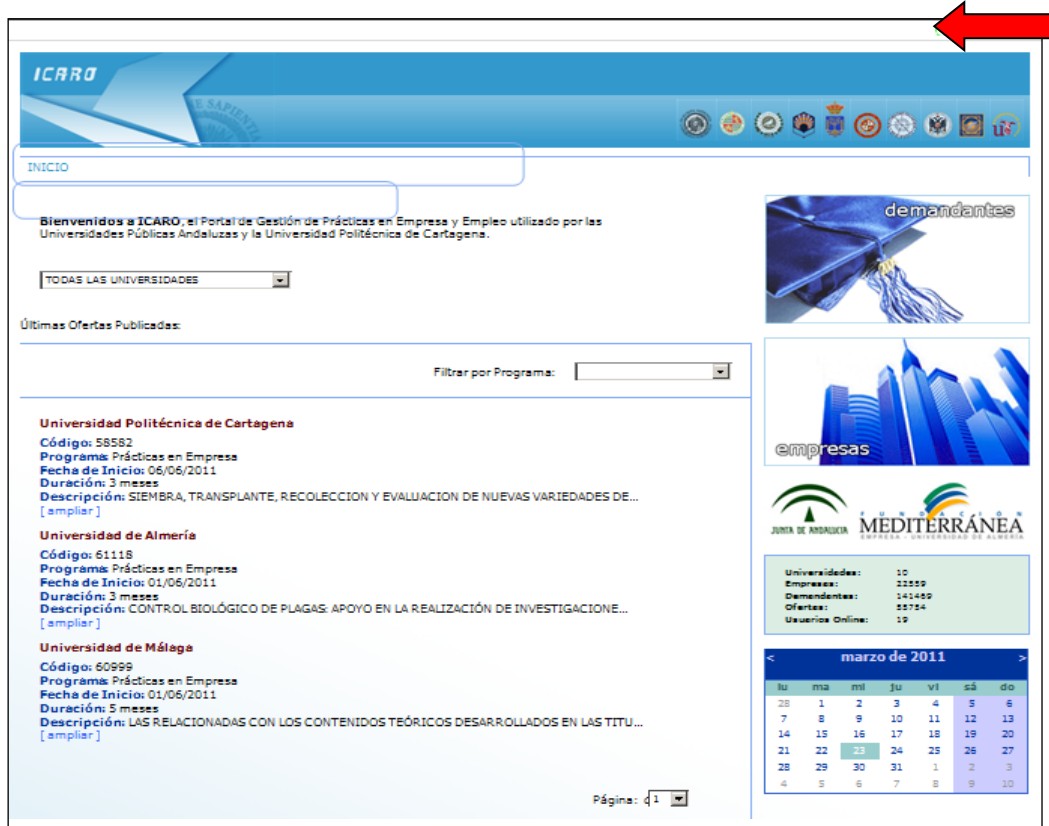 ICARO
E SAPIE
INICIO
Bienvenidos a ICARO, el Portal de Gestión de Prácticas en Empresa y Empleo utilizado por las
Universidades Públicas Andaluzas y la Universidad Politécnica de Cartagena.
TODAS LAS UNIVERSIDADES
Últimas Ofertas Publicadas:
Filtrar por Programa:
Universidad Politécnica de Cartagena
Código: 58582
Programa: Prácticas en Empresa
Fecha de Inicio: 06/06/2011
Duración: 3 meses
Descripción: SIEMBRA, TRANSPLANTE, RECOLECCION Y EVALUACION DE NUEVAS VARIEDADES DE...
[ ampliar ]
Universidad de Almería
Código: 61118
Programa: Prácticas en Empresa
Fecha de Inicio: 01/06/2011
Duración: 3 meses
Descripción: CONTROL BIOLÓGICO DE PLAGAS: APOYO EN LA REALIZACIÓN DE INVESTIGACIONE...
[ ampliar ]
Universidad de Málaga
Código: 60999
Programa: Prácticas en Empresa
Fecha de Inicio: 01/06/2011
Duración: 5 meses
Descripción: LAS RELACIONADAS CON LOS CONTENIDOS TEÓRICOS DESARROLLADOS EN LAS TITU...
[ ampliar ]
Página: 1
demandantes
empresas
JUNTA DE ANDALUCIA
FUNDACIÓN
MEDITERRÁNEA
EMPRESA - UNIVERSIDAD DE ALMERÍA
Universidades: 10
Empresas: 22559
Demandantes: 141469
Ofertas: 55754
Usuarios Online: 19
< marzo de 2011 >
lu ma mi ju vi sá do
28 1 2 3 4 5 6
7 8 9 10 11 12 13
14 15 16 17 18 19 20
21 22 23 24 25 26 27
28 29 30 31 1 2 3
4 5 6 7 8 9 10